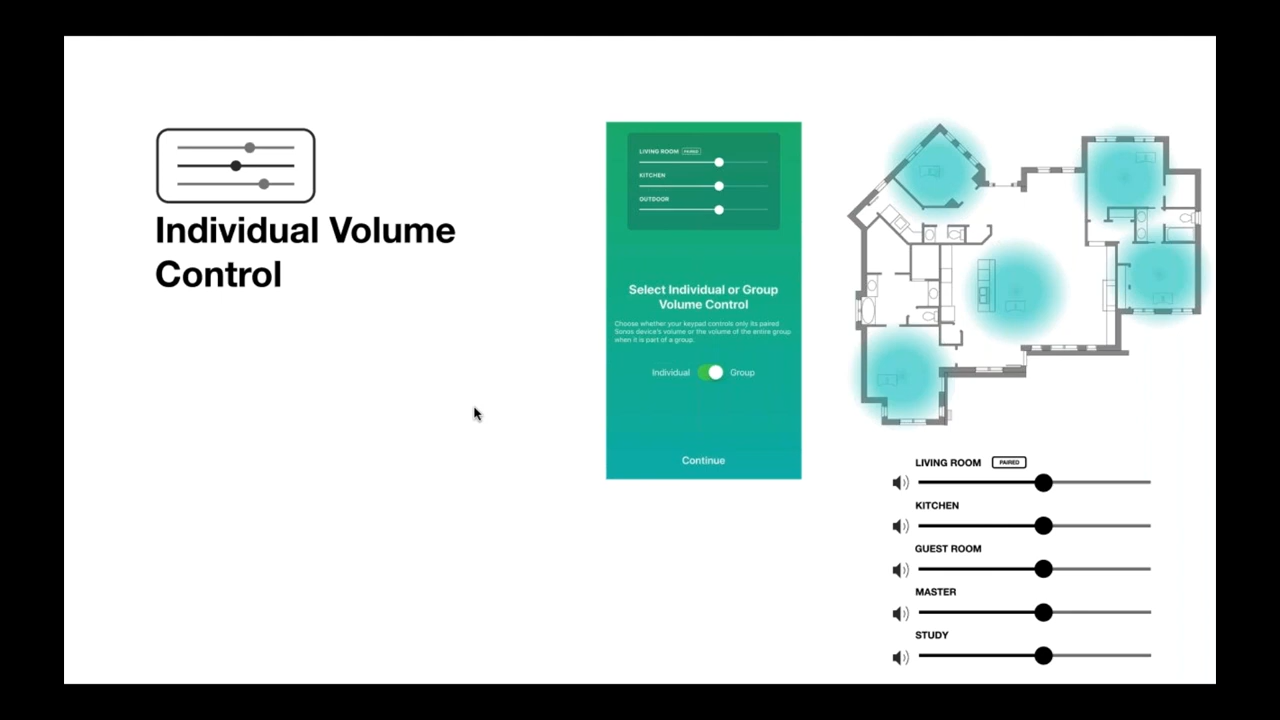 Individual Volume
Control
LIVING ROOM PAIRED
KITCHEN
OUTDOOR
Select Individual or Group
Volume Control
Choose whether your keypad controls only its paired
Sonos device's volume or the volume of the entire group
when it is part of a group.
Individual Group
Continue
LIVING ROOM PAIRED
KITCHEN
GUEST ROOM
MASTER
STUDY